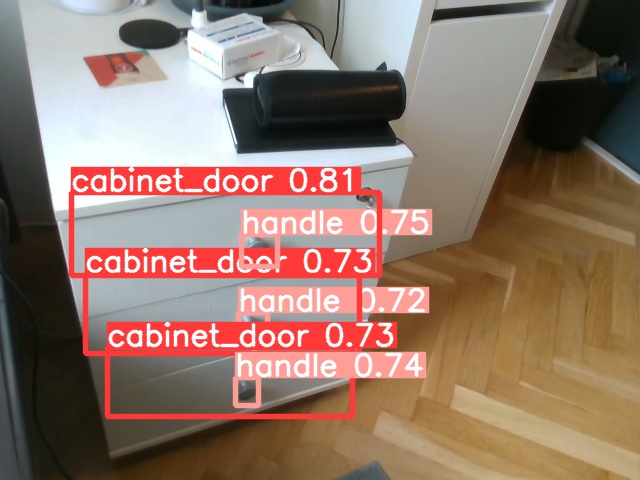 cabinet_door 0.81
handle 0.75
cabinet_door 0.73
handle 0.72
cabinet_door 0.73
handle 0.74